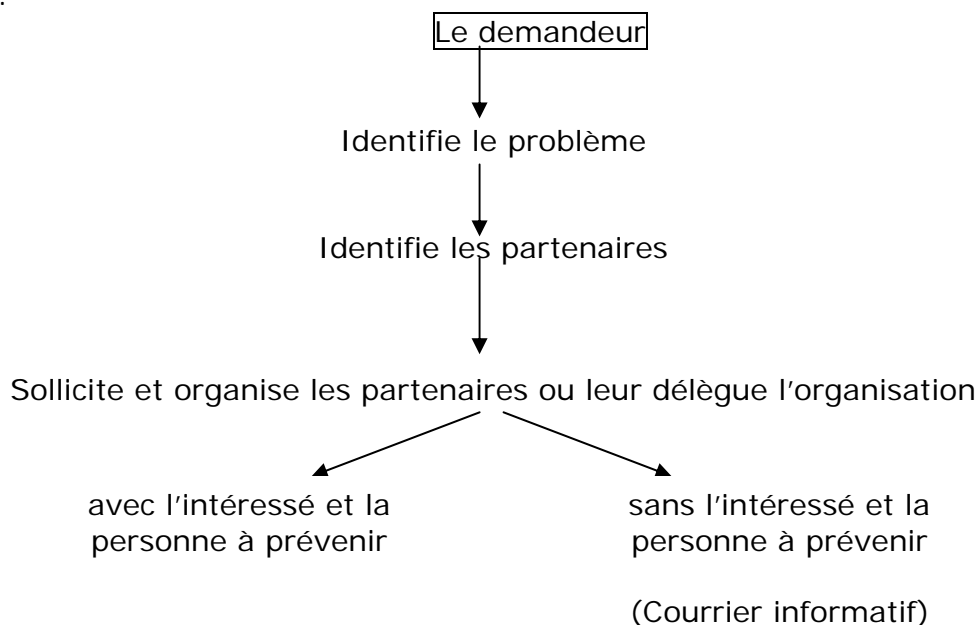 .
Le demandeur
Identifie le problème
Identifie les partenaires
Sollicite et organise les partenaires ou leur délègue l'organisation
avec l'intéressé et la
personne à prévenir
sans l'intéressé et la
personne à prévenir
(Courrier informatif)